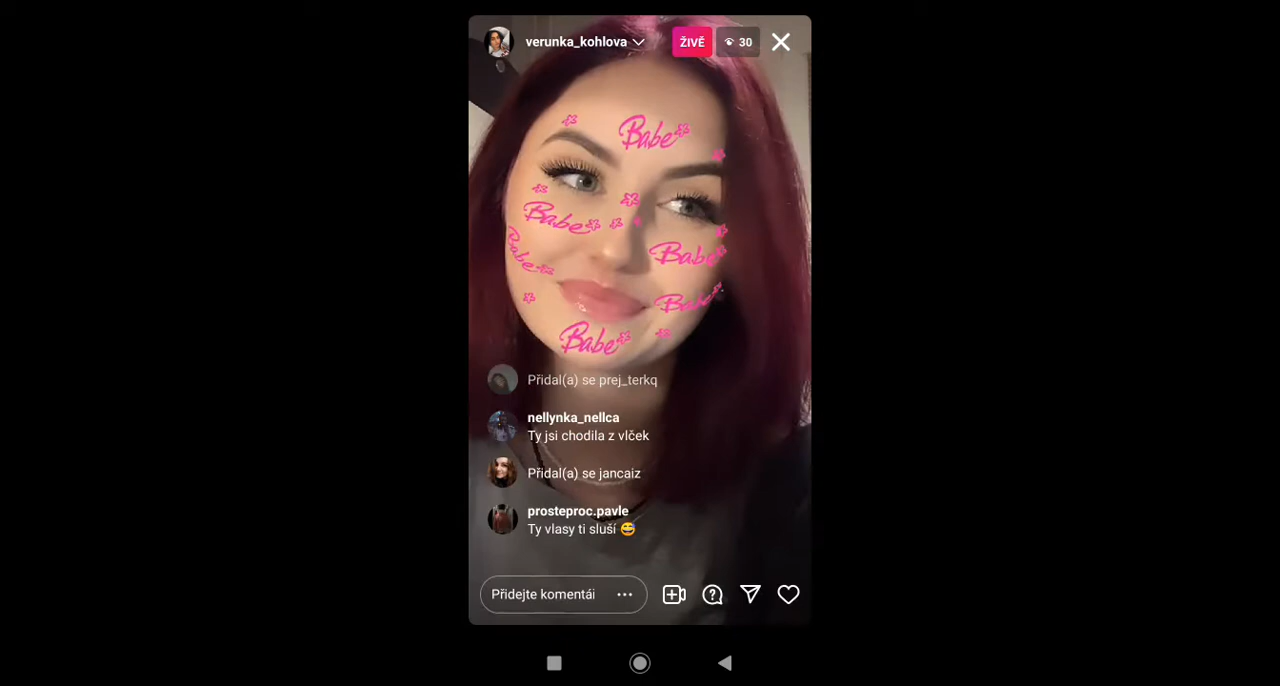 verunka_kohlova
ŽIVĚ
30
Babe
Babe
Babe
Babe
Babe
Babe
Přidal(a) se prej_terkq
nellynka_nellca
Ty jsi chodila z vlček
Přidal(a) se jancaiz
prosteproc.pavle
Ty vlasy ti sluší 😅
Přidejte komentái